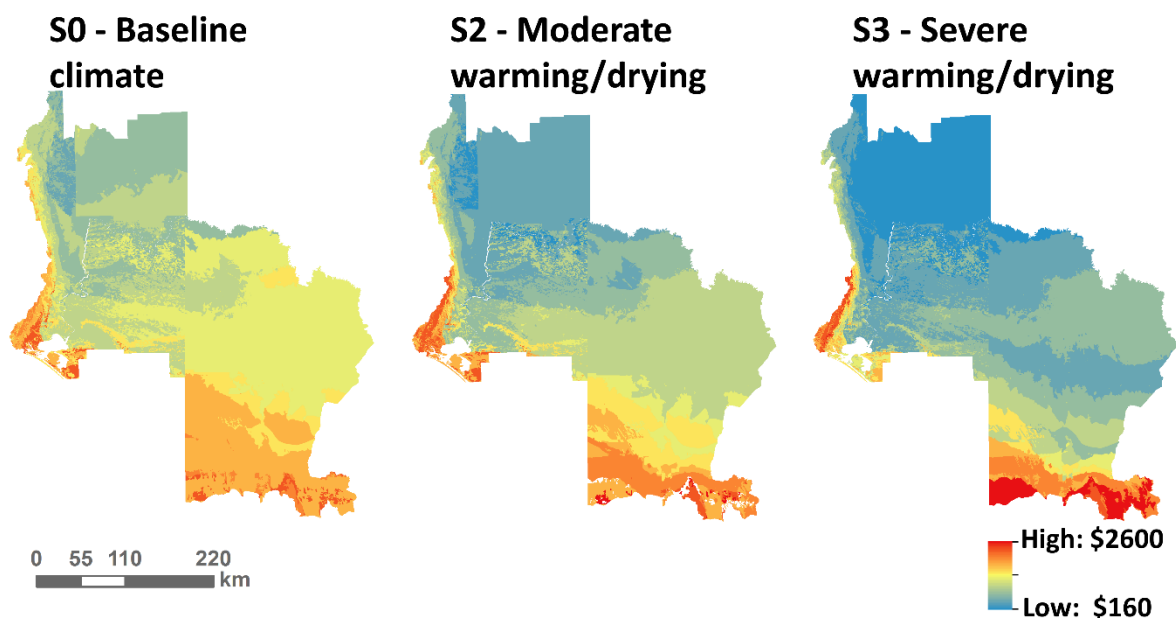 S0 - Baseline
climate
S2 - Moderate
warming/drying
S3 - Severe
warming/drying
0 55 110 220
km
High: $2600
Low: $160